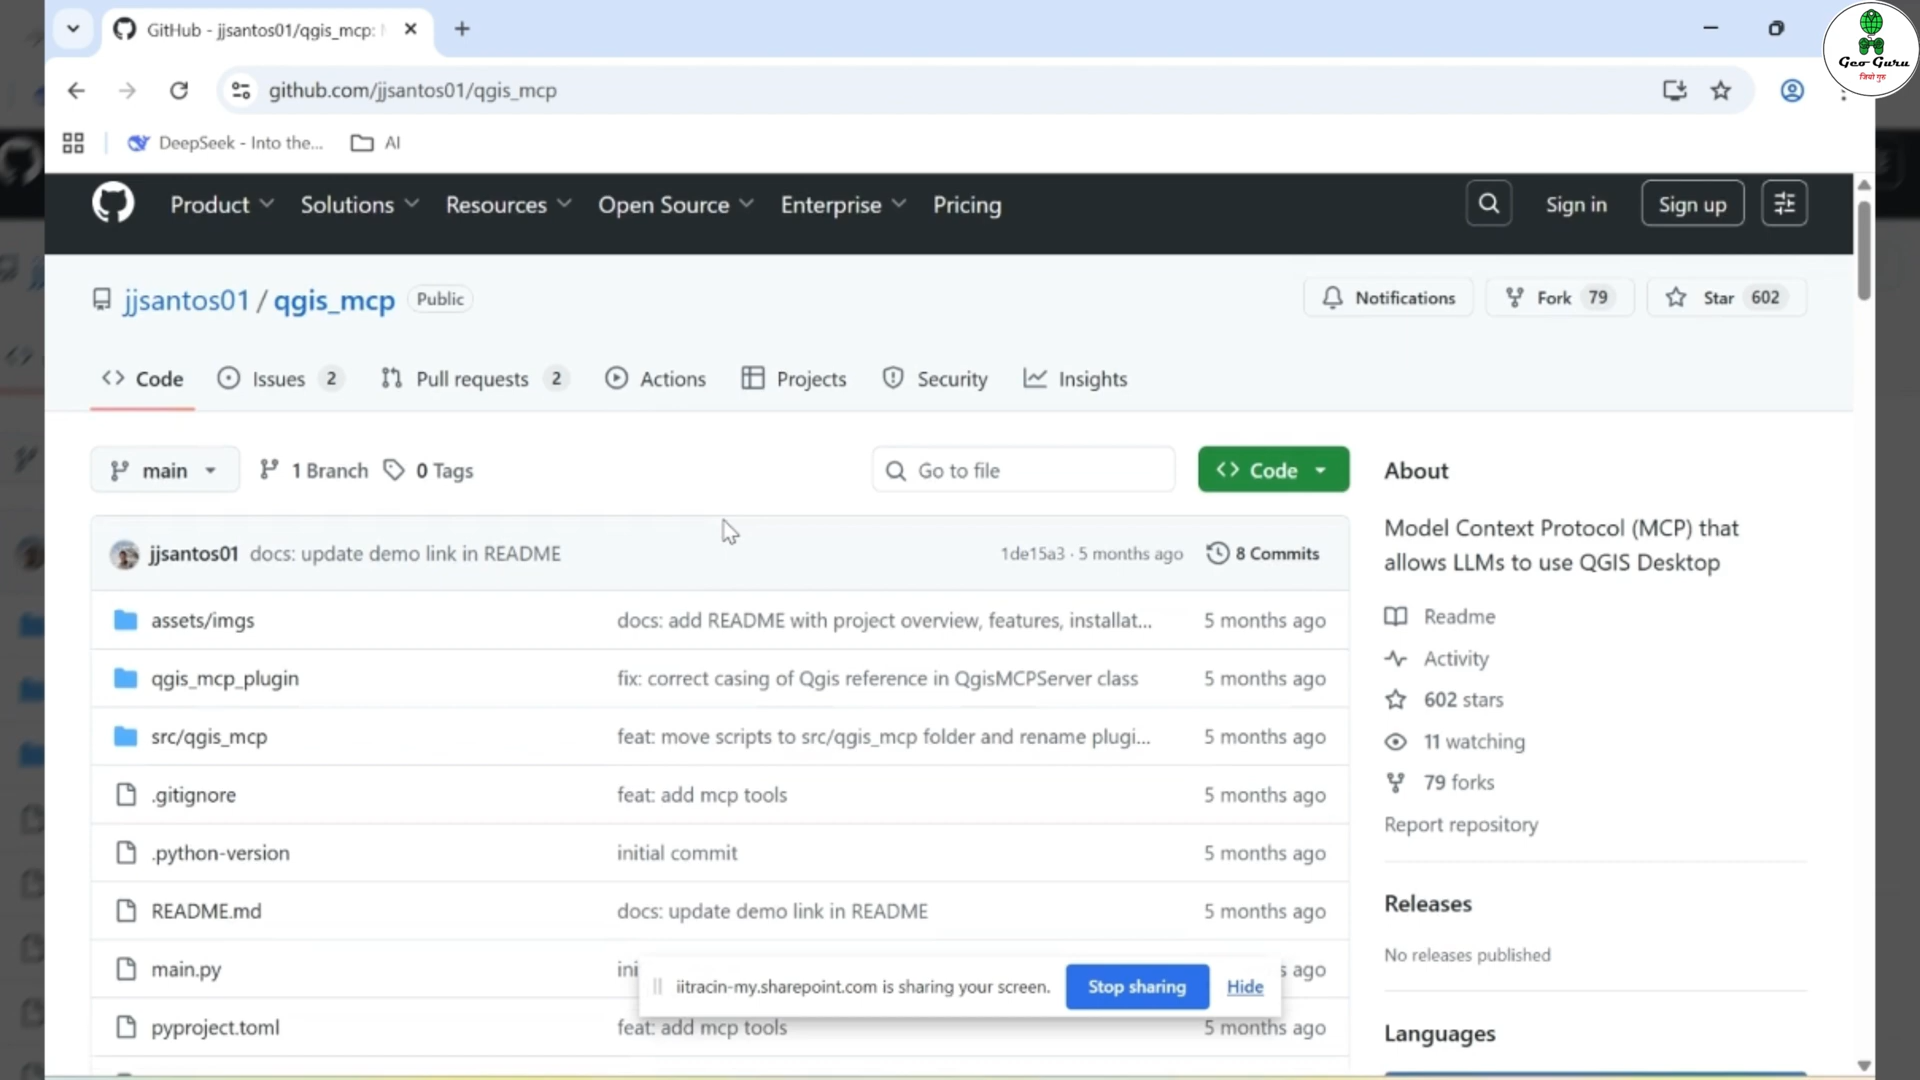 GitHub - jjsantos01/qgis_mcp:
github.com/jjsantos01/qgis_mcp
DeepSeek - Into the...
AI
Geo Guru
जियो गुरु
Product
Solutions
Resources
Open Source
Enterprise
Pricing
Sign in
Sign up
jjsantos01 / qgis_mcp
Public
Notifications
Fork 79
Star 602
Code
Issues 2
Pull requests 2
Actions
Projects
Security
Insights
main
1 Branch
0 Tags
Go to file
Code
jjsantos01 docs: update demo link in README 1de15a3 · 5 months ago 8 Commits
assets/imgs docs: add README with project overview, features, installat... 5 months ago
qgis_mcp_plugin fix: correct casing of Qgis reference in QgisMCPServer class 5 months ago
src/qgis_mcp feat: move scripts to src/qgis_mcp folder and rename plugi... 5 months ago
.gitignore feat: add mcp tools 5 months ago
.python-version initial commit 5 months ago
README.md docs: update demo link in README 5 months ago
main.py ini s ago
iitracin-my.sharepoint.com is sharing your screen. Stop sharing Hide
pyproject.toml feat: add mcp tools 5 months ago
About
Model Context Protocol (MCP) that
allows LLMs to use QGIS Desktop
Readme
Activity
602 stars
11 watching
79 forks
Report repository
Releases
No releases published
Languages